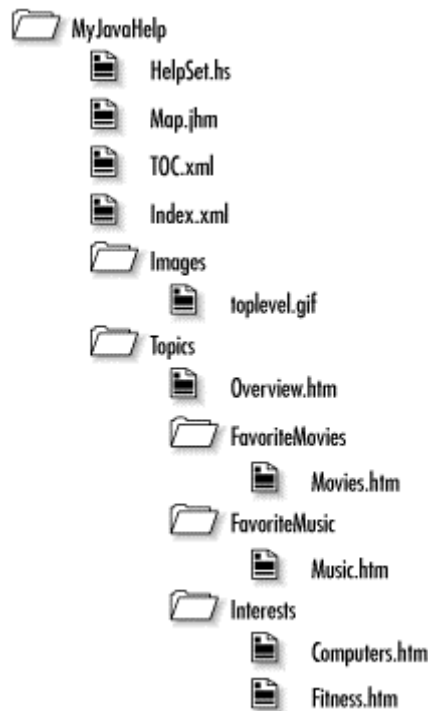 MyJavaHelp
HelpSet.hs
Map.jhm
TOC.xml
Index.xml
Images
toplevel.gif
Topics
Overview.htm
FavoriteMovies
Movies.htm
FavoriteMusic
Music.htm
Interests
Computers.htm
Fitness.htm